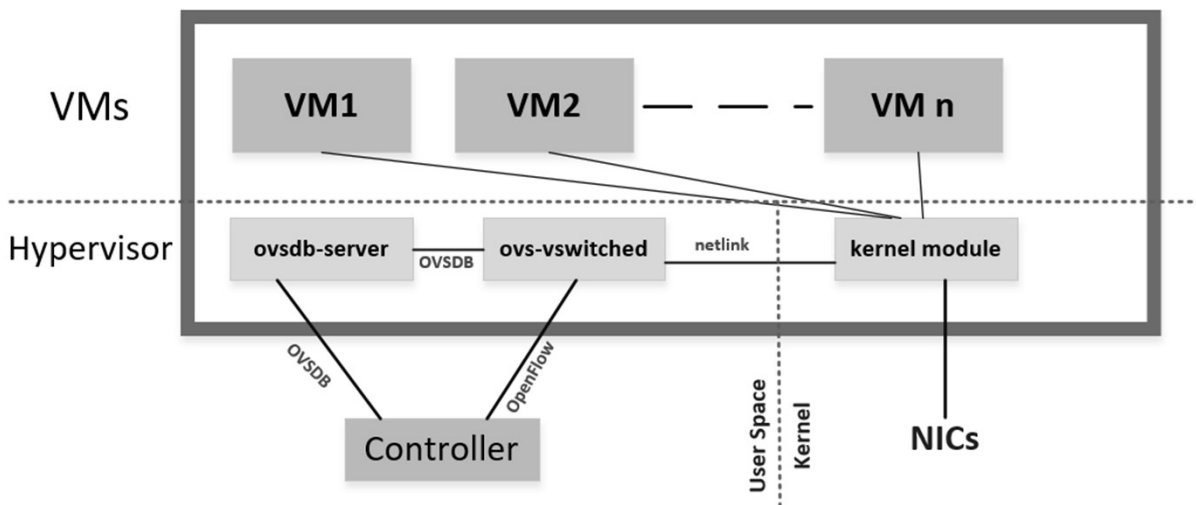 VMs
VM1
VM2
VM n
Hypervisor
ovsdb-server
OVSDB
ovs-vswitched
netlink
kernel module
OVSDB
OpenFlow
Controller
User Space
Kernel
NICs